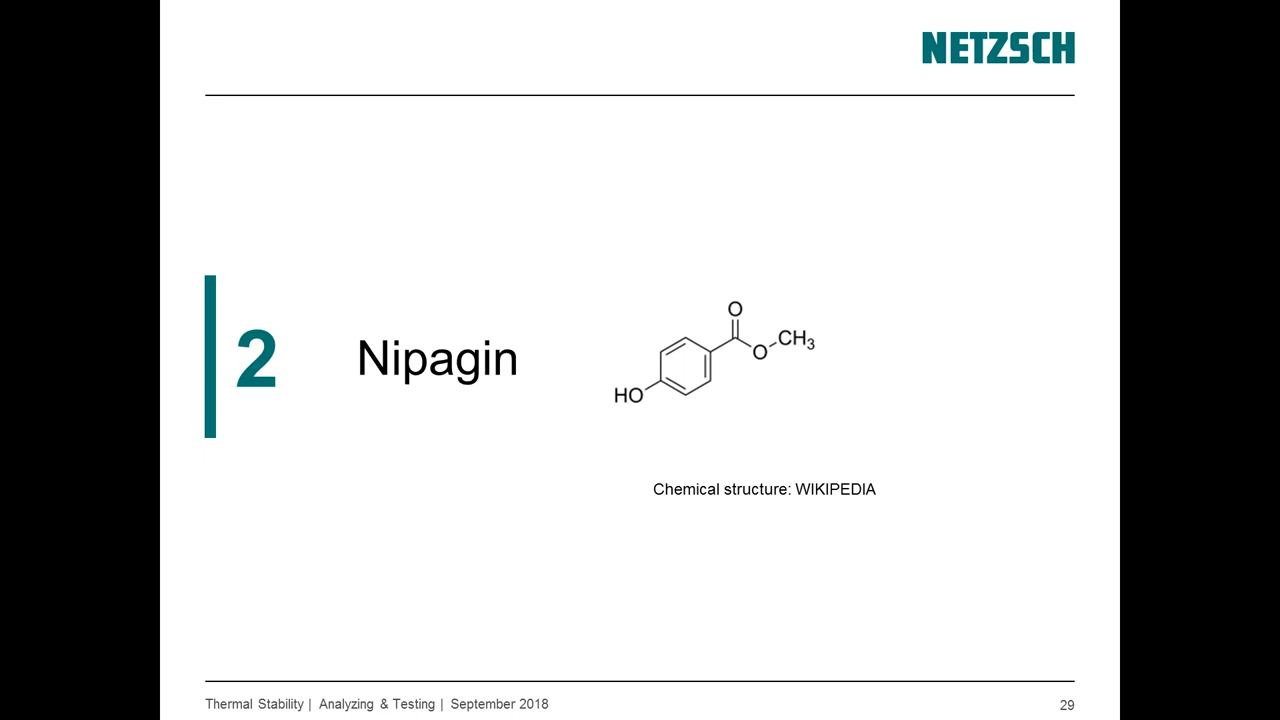 NETZSCH
2
Nipagin
O
O
CH₃
HO
Chemical structure: WIKIPEDIA
Thermal Stability | Analyzing & Testing | September 2018
29